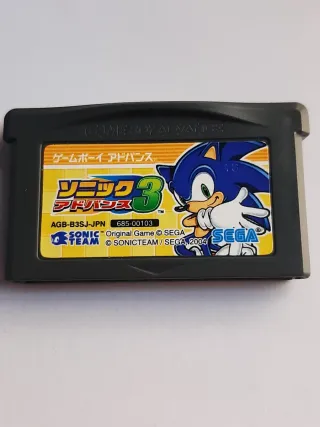 GAME BOY ADVANCE
ゲームボーイアドバンス
ソニック
アドバンス3
™
AGB-B3SJ-JPN 685-00103
SONIC TEAM
Original Game © SEGA
© SONICTEAM / SEGA, 2004
SEGA